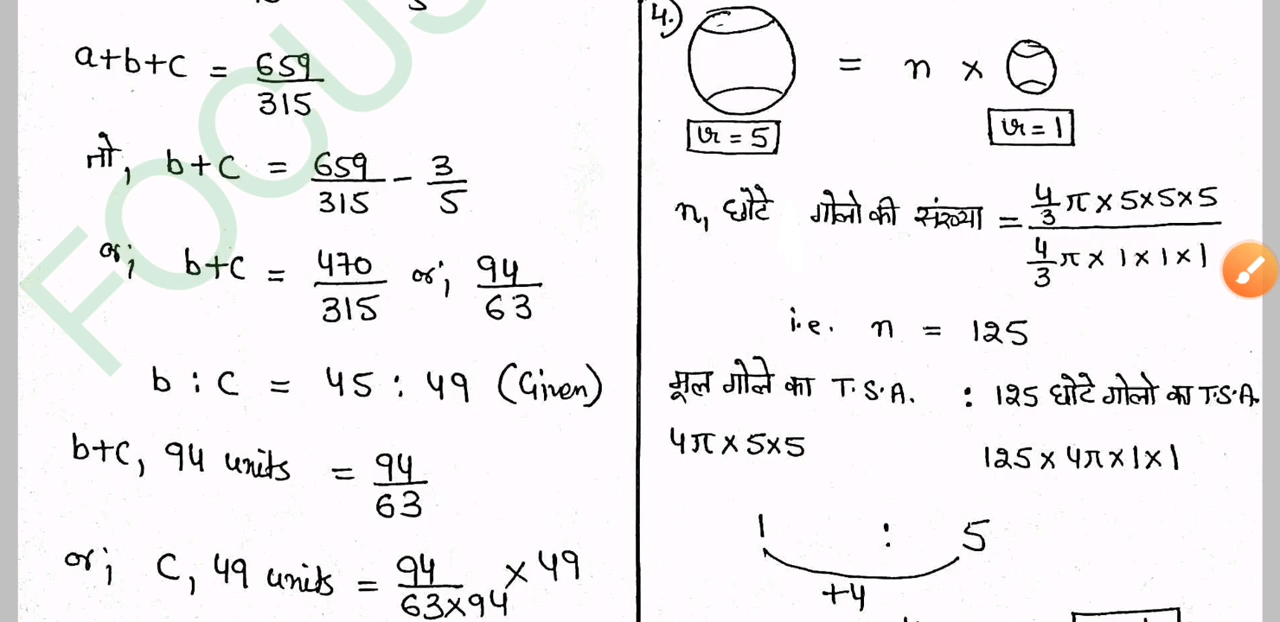 a+b+c = 659/315
तो, b+c = 659/315 - 3/5
or; b+c = 470/315 or; 94/63
b : c = 45 : 49 (Given)
b+c, 94 units = 94/63
or; c, 49 units = 94/63×94 × 49
4.)
= n ×
r = 5
r = 1
n, छोटे गोलो की संख्या = 4/3 π × 5×5×5 / 4/3 π × 1 × 1 × 1
i.e. n = 125
मूल गोले का T.S.A. : 125 छोटे गोलो का T.S.A.
4π × 5×5 125 × 4π × 1 × 1
1 : 5
+4
FOCUS